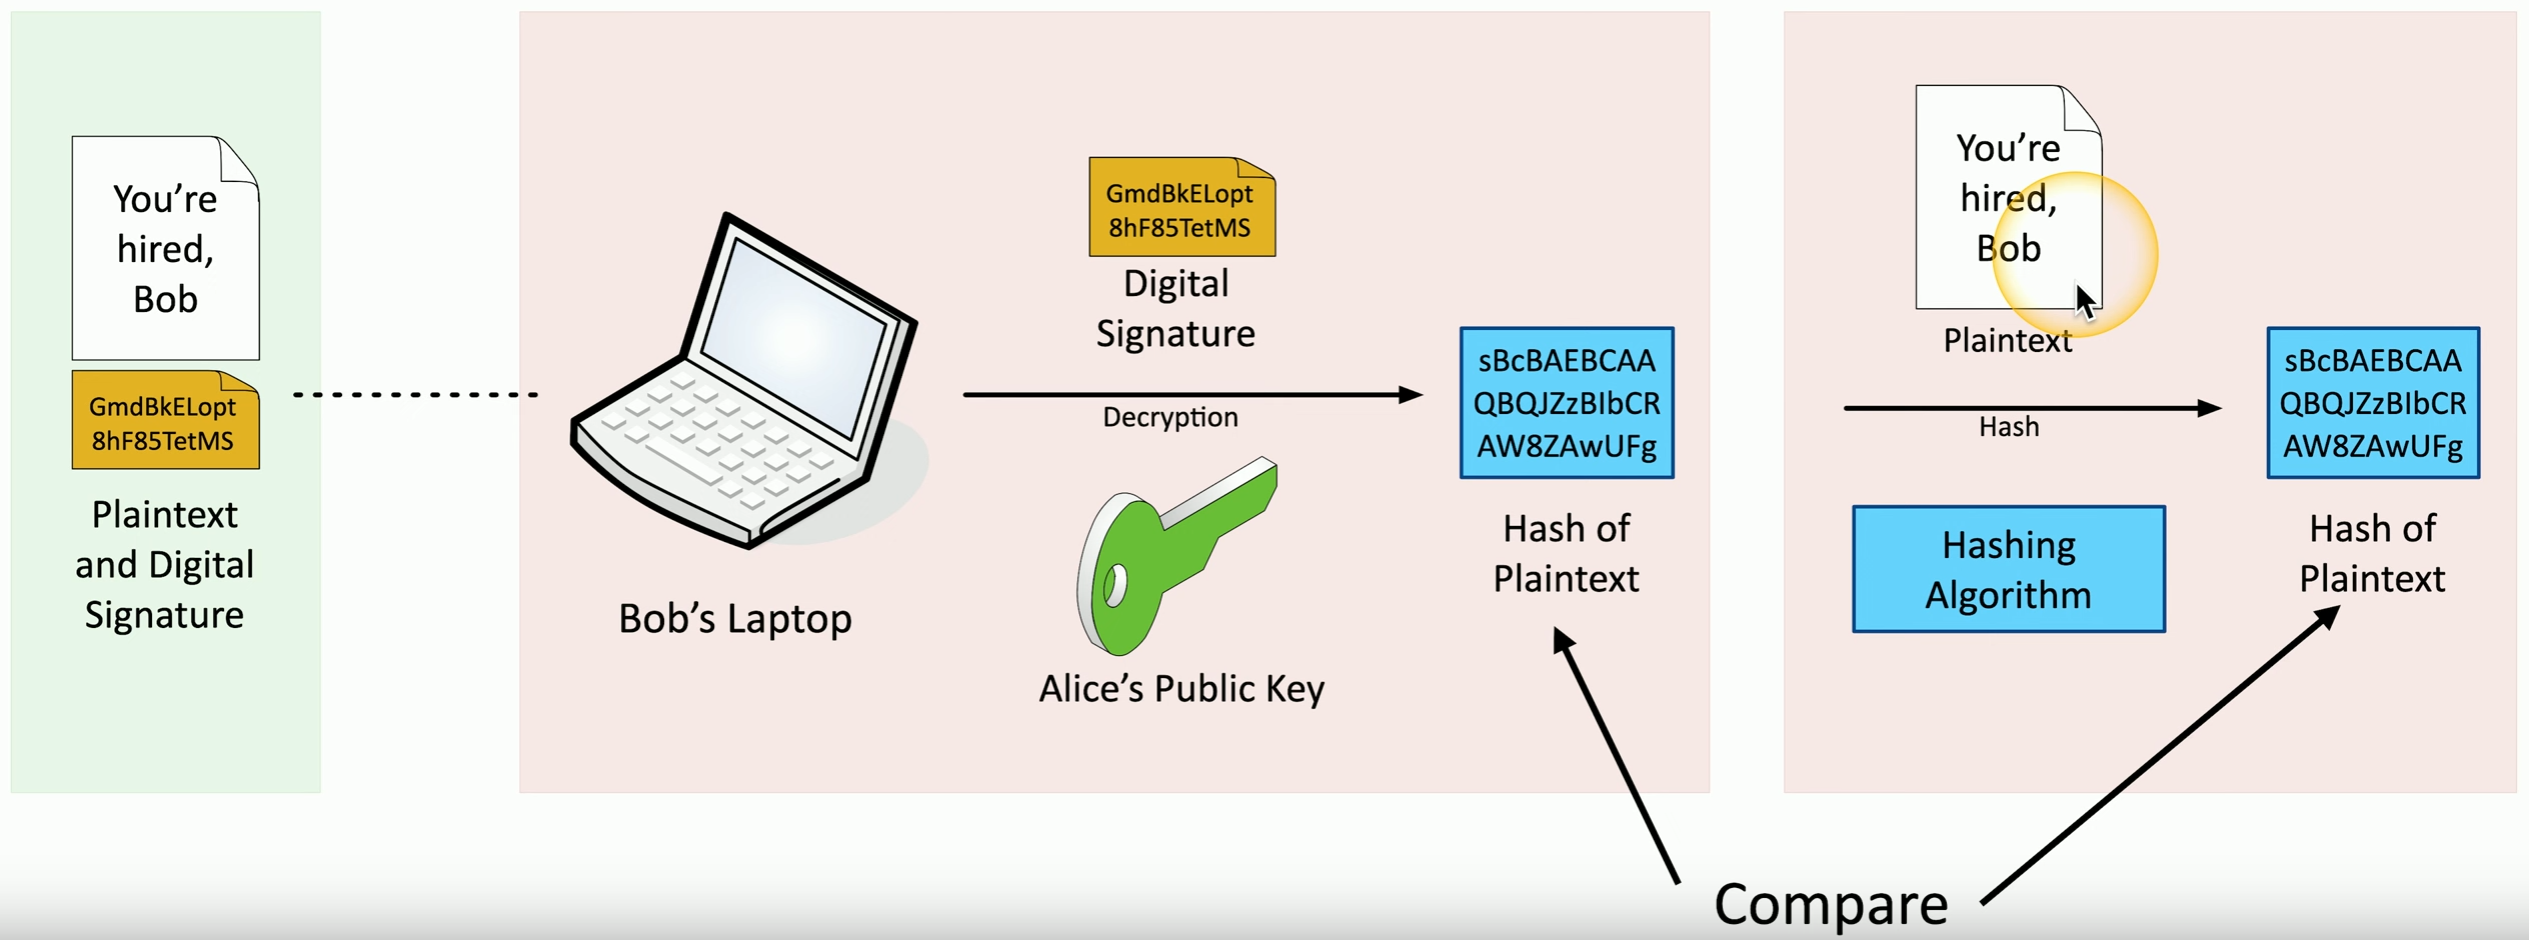 You're
hired,
Bob
GmdBkELopt
8hF85TetMS
Plaintext
and Digital
Signature
Bob's Laptop
GmdBkELopt
8hF85TetMS
Digital
Signature
Decryption
Alice's Public Key
sBcBAEBCAA
QBQJZzBIbCR
AW8ZAwUFg
Hash of
Plaintext
You're
hired,
Bob
Plaintext
Hash
Hashing
Algorithm
sBcBAEBCAA
QBQJZzBIbCR
AW8ZAwUFg
Hash of
Plaintext
Compare